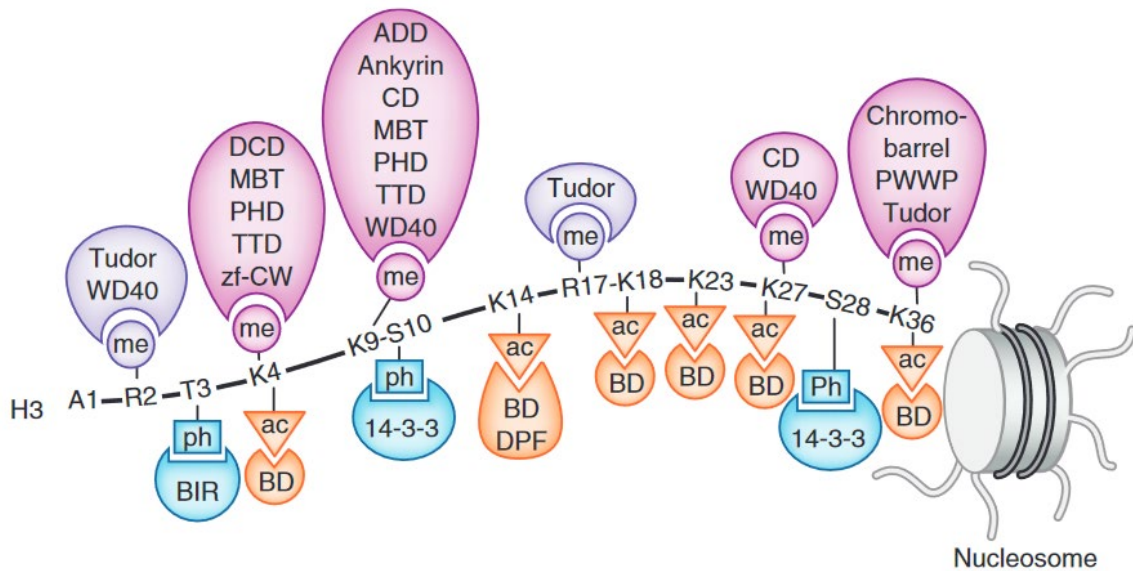 ADD
Ankyrin
CD
MBT
PHD
TTD
WD40
me
DCD
MBT
PHD
TTD
zf-CW
me
Tudor
WD40
me
Tudor
me
CD
WD40
me
Chromo-
barrel
PWWP
Tudor
me
H3
A1
R2
T3
K4
K9-S10
K14
R17-K18
K23
K27
S28
K36
ph
BIR
ac
BD
ph
14-3-3
ac
BD
DPF
ac
BD
ac
BD
ac
BD
Ph
14-3-3
ac
BD
Nucleosome